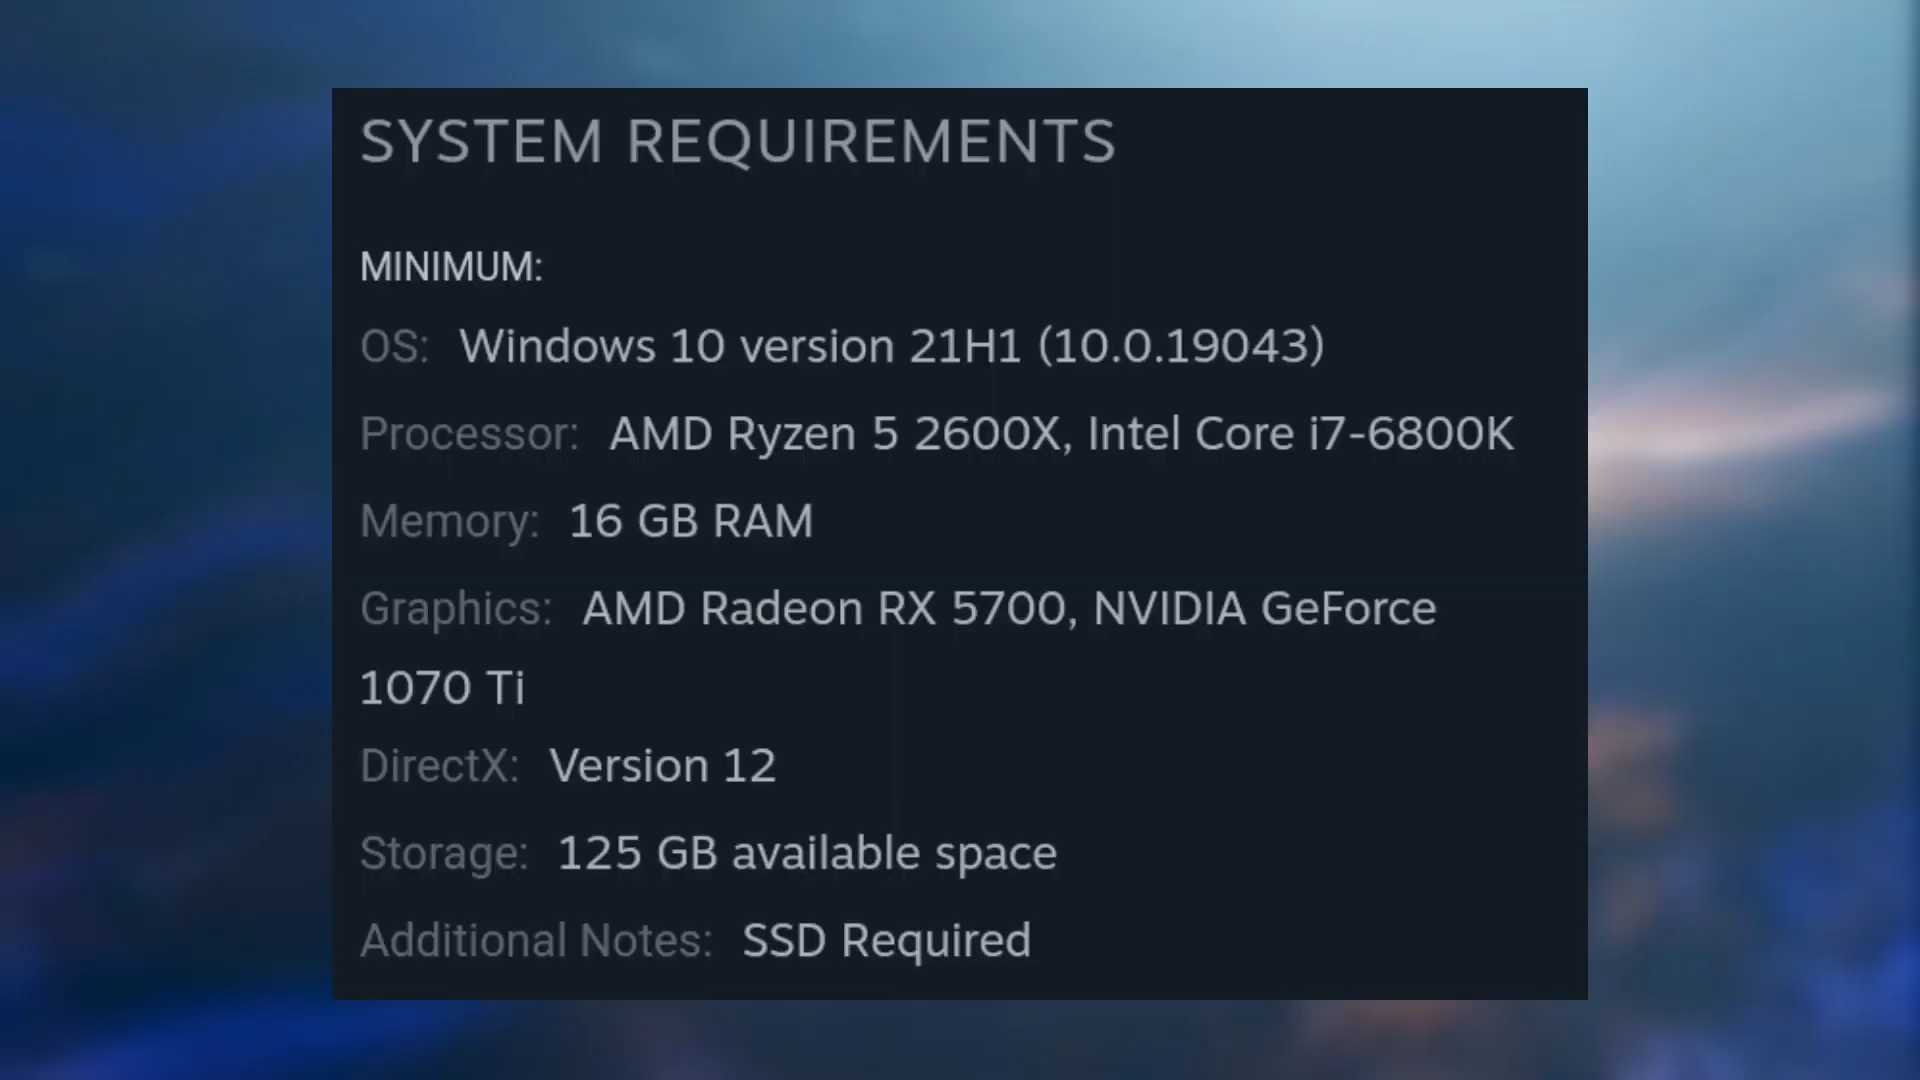 SYSTEM REQUIREMENTS
MINIMUM:
OS: Windows 10 version 21H1 (10.0.19043)
Processor: AMD Ryzen 5 2600X, Intel Core i7-6800K
Memory: 16 GB RAM
Graphics: AMD Radeon RX 5700, NVIDIA GeForce
1070 Ti
DirectX: Version 12
Storage: 125 GB available space
Additional Notes: SSD Required